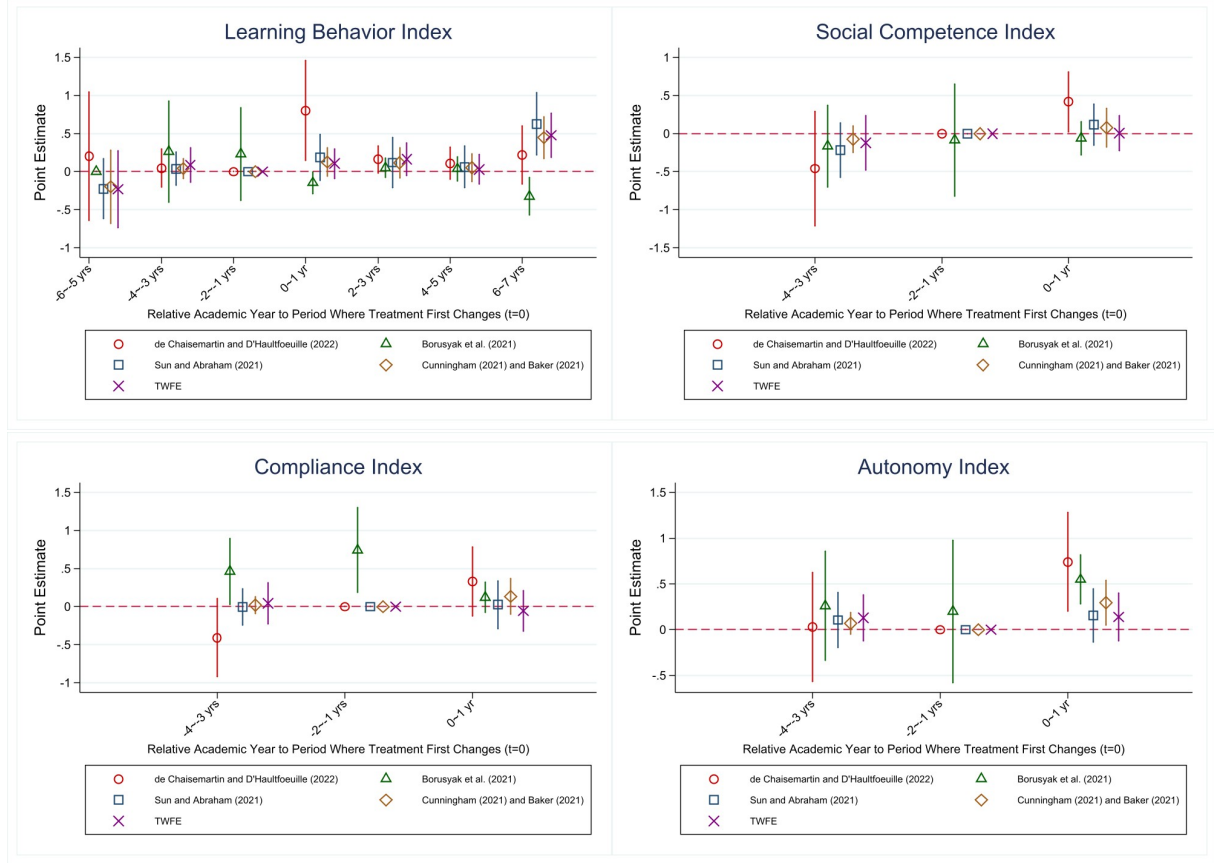 Learning Behavior Index
Point Estimate
1.5
1
.5
0
-.5
-1
-6~-5 yrs
-4~-3 yrs
-2~-1 yrs
0~1 yr
2~3 yrs
4~5 yrs
6~7 yrs
Relative Academic Year to Period Where Treatment First Changes (t=0)
de Chaisemartin and D'Haultfoeuille (2022)
Borusyak et al. (2021)
Sun and Abraham (2021)
Cunningham (2021) and Baker (2021)
TWFE
Social Competence Index
Point Estimate
1
.5
0
-.5
-1
-1.5
-4~-3 yrs
-2~-1 yrs
0~1 yr
Relative Academic Year to Period Where Treatment First Changes (t=0)
de Chaisemartin and D'Haultfoeuille (2022)
Borusyak et al. (2021)
Sun and Abraham (2021)
Cunningham (2021) and Baker (2021)
TWFE
Compliance Index
Point Estimate
1.5
1
.5
0
-.5
-1
-4~-3 yrs
-2~-1 yrs
0~1 yr
Relative Academic Year to Period Where Treatment First Changes (t=0)
de Chaisemartin and D'Haultfoeuille (2022)
Borusyak et al. (2021)
Sun and Abraham (2021)
Cunningham (2021) and Baker (2021)
TWFE
Autonomy Index
Point Estimate
1.5
1
.5
0
-.5
-4~-3 yrs
-2~-1 yrs
0~1 yr
Relative Academic Year to Period Where Treatment First Changes (t=0)
de Chaisemartin and D'Haultfoeuille (2022)
Borusyak et al. (2021)
Sun and Abraham (2021)
Cunningham (2021) and Baker (2021)
TWFE